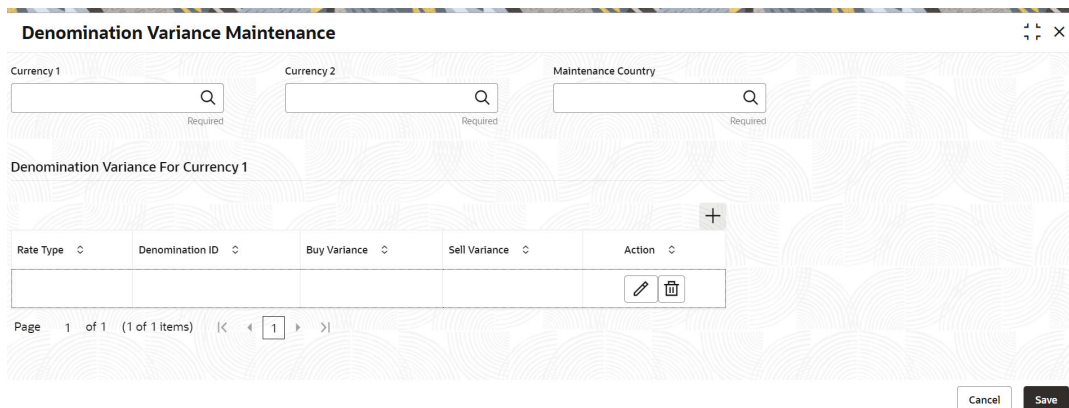 Denomination Variance Maintenance
Currency 1 Currency 2 Maintenance Country
Required Required Required
Denomination Variance For Currency 1
Rate Type Denomination ID Buy Variance Sell Variance Action
Page 1 of 1 (1 of 1 items) 1
Cancel Save